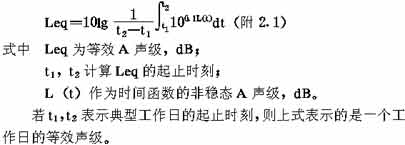 Leq=10lg 1/(t₂-t₁) ∫ₜ₁ᵗ² 10^0.1L(t) dt (附 2.1)
式中 Leq 为等效 A 声级，dB；
t₁，t₂ 计算 Leq 的起止时刻；
L (t) 作为时间函数的非稳态 A 声级，dB。
若 t₁,t₂ 表示典型工作日的起止时刻，则上式表示的是一个工
作日的等效声级。